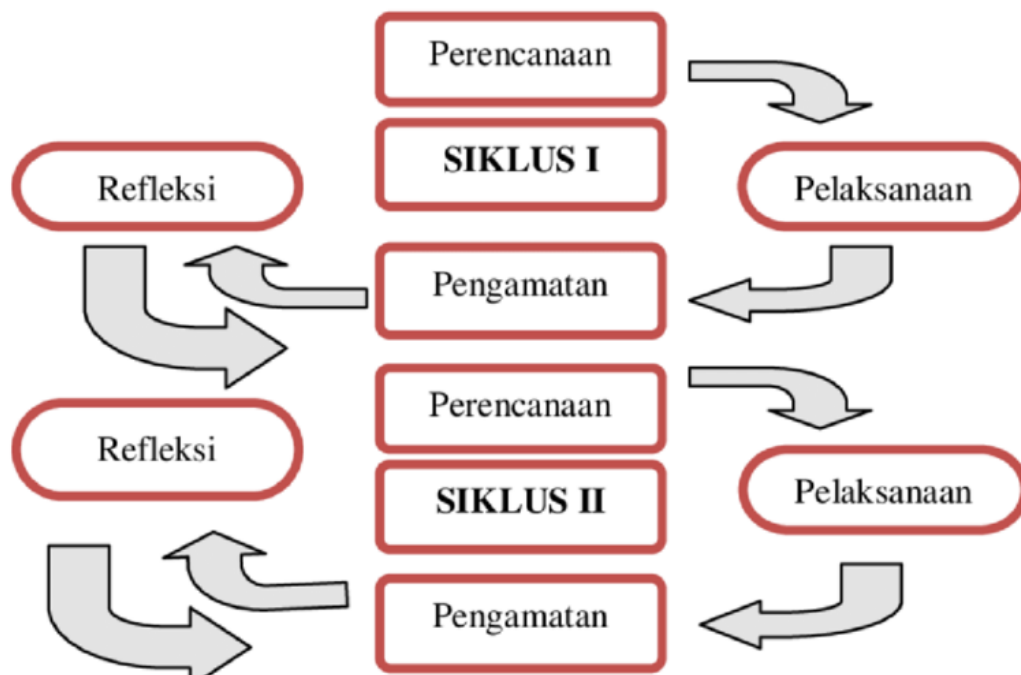 Perencanaan
SIKLUS I
Refleksi
Pelaksanaan
Pengamatan
Perencanaan
Refleksi
SIKLUS II
Pelaksanaan
Pengamatan